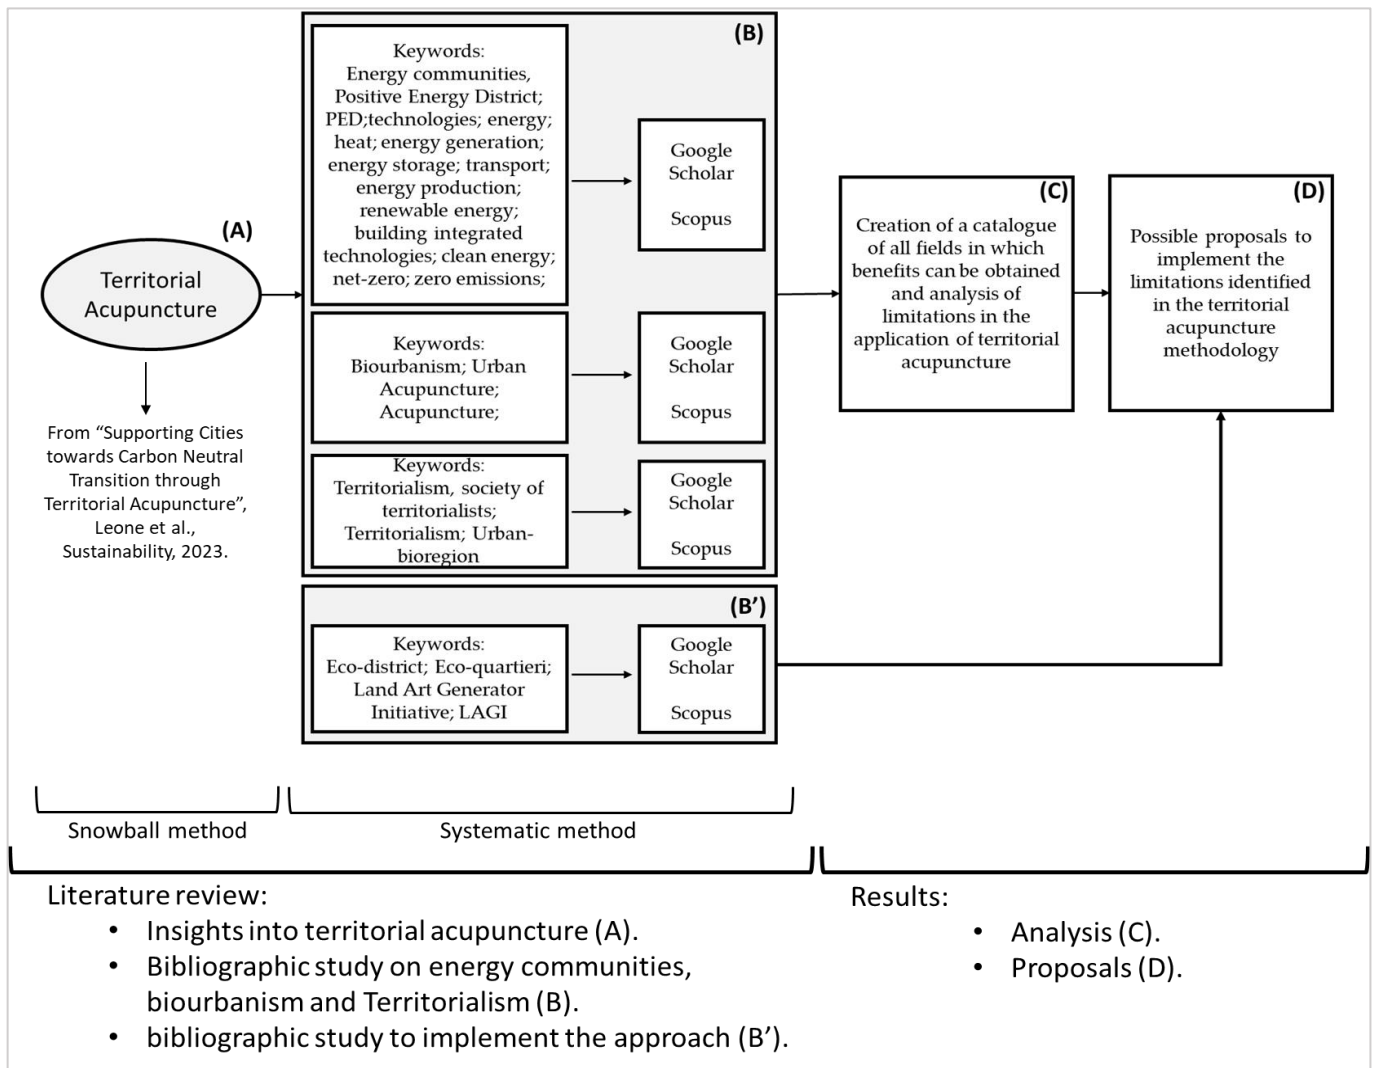 (A)
Territorial
Acupuncture
From “Supporting Cities
towards Carbon Neutral
Transition through
Territorial Acupuncture”,
Leone et al.,
Sustainability, 2023.
(B)
Keywords:
Energy communities,
Positive Energy District;
PED;technologies; energy;
heat; energy generation;
energy storage; transport;
energy production;
renewable energy;
building integrated
technologies; clean energy;
net-zero; zero emissions;
Google
Scholar
Scopus
Keywords:
Biourbanism; Urban
Acupuncture;
Acupuncture;
Google
Scholar
Scopus
Keywords:
Territorialism, society of
territorialists;
Territorialism; Urban-
bioregion
Google
Scholar
Scopus
(B’)
Keywords:
Eco-district; Eco-quartieri;
Land Art Generator
Initiative; LAGI
Google
Scholar
Scopus
(C)
Creation of a catalogue
of all fields in which
benefits can be obtained
and analysis of
limitations in the
application of territorial
acupuncture
(D)
Possible proposals to
implement the
limitations identified
in the territorial
acupuncture
methodology
Snowball method
Systematic method
Literature review:
• Insights into territorial acupuncture (A).
• Bibliographic study on energy communities,
biourbanism and Territorialism (B).
• bibliographic study to implement the approach (B’).
Results:
• Analysis (C).
• Proposals (D).